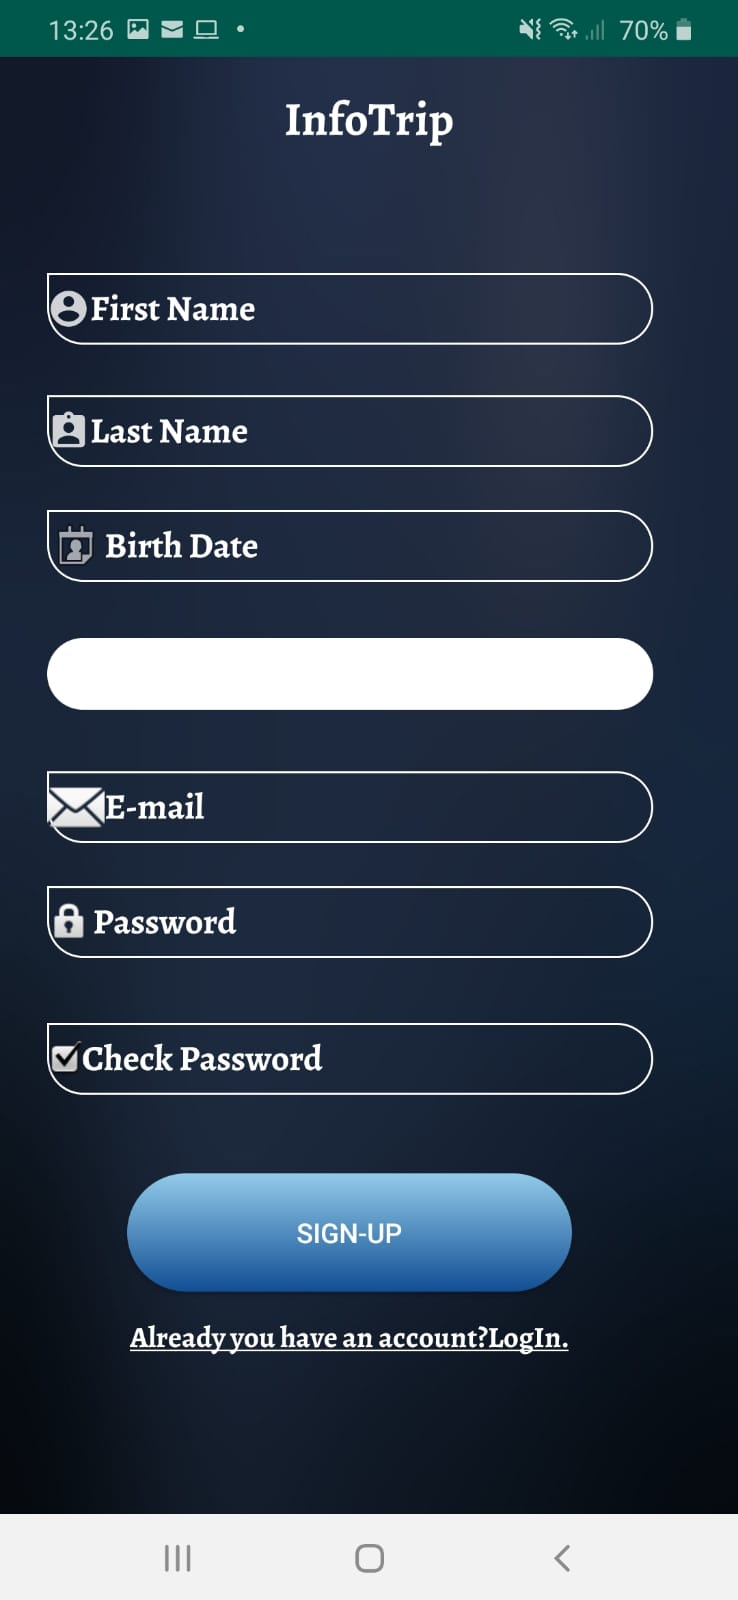 13:26 70%
InfoTrip
First Name
Last Name
Birth Date
E-mail
Password
Check Password
SIGN-UP
Already you have an account?LogIn.